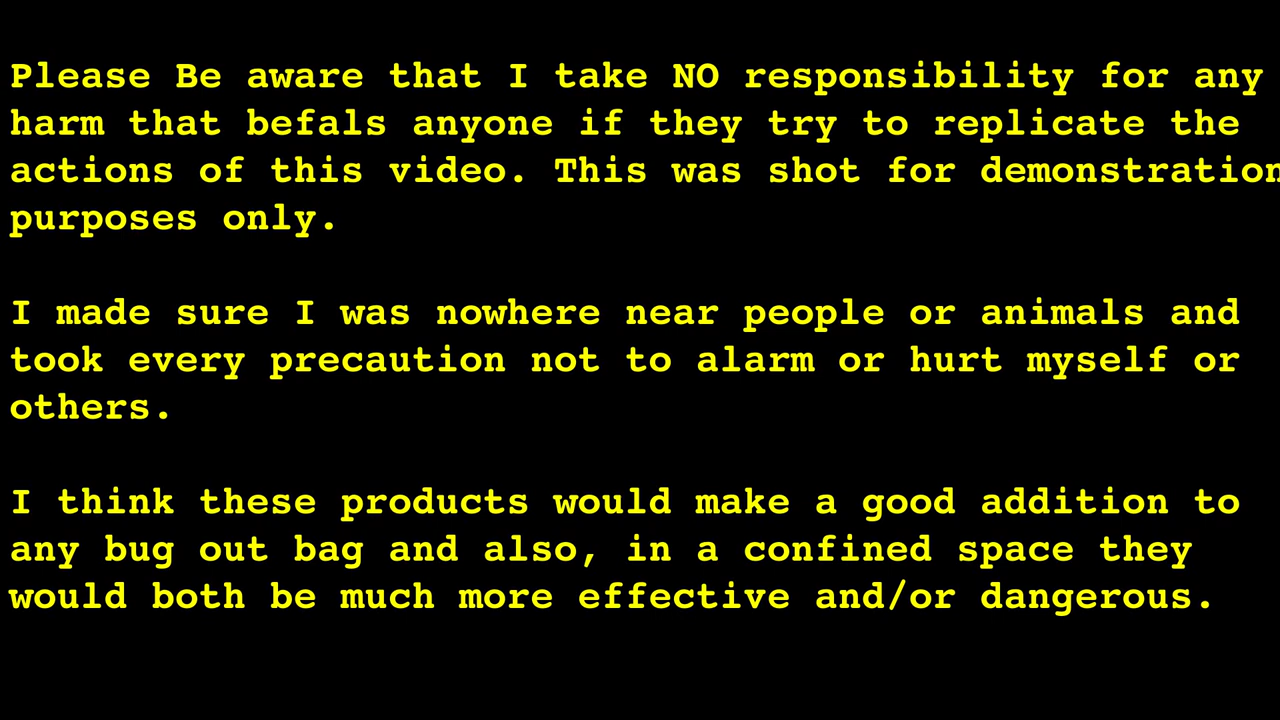 Please Be aware that I take NO responsibility for any
harm that befals anyone if they try to replicate the
actions of this video. This was shot for demonstration
purposes only.
I made sure I was nowhere near people or animals and
took every precaution not to alarm or hurt myself or
others.
I think these products would make a good addition to
any bug out bag and also, in a confined space they
would both be much more effective and/or dangerous.